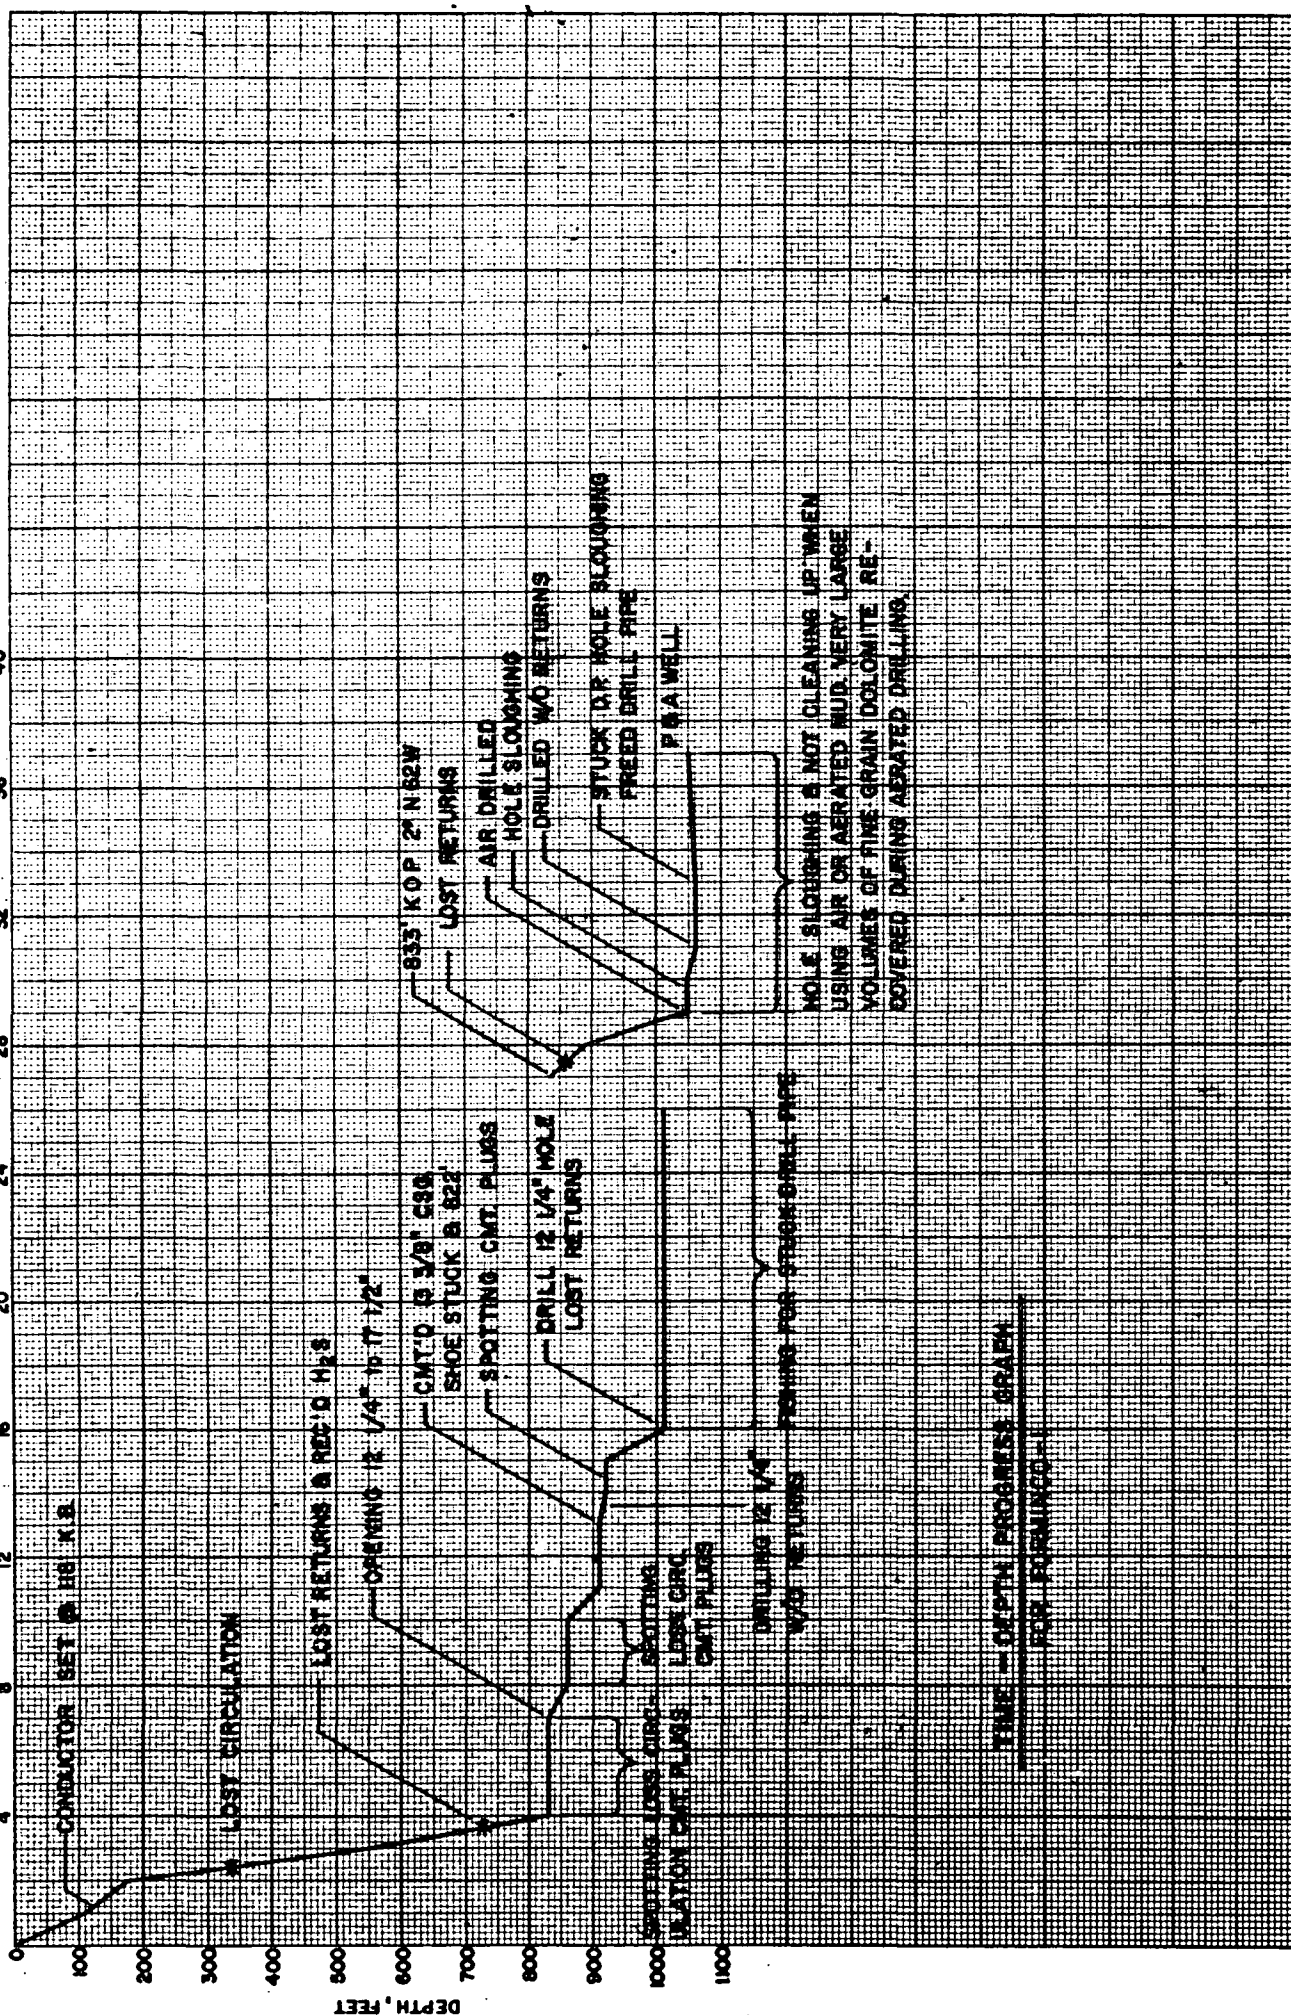 4
8
12
16
20
24
28
32
36
40
0
100
200
300
400
500
600
700
800
900
1000
1100
DEPTH, FEET
CONDUCTOR SET @ 118 K.B.
LOST CIRCULATION
LOST RETURNS & REC'D H₂S
OPENING 12 1/4" to 17 1/2"
CMT'D 13 3/8" CSG.
SHOE STUCK @ 822'
SPOTTING CMT. PLUGS
DRILL 12 1/4" HOLE
LOST RETURNS
833' K O P 2° N 62W
LOST RETURNS
AIR DRILLED
HOLE SLOUGHING
DRILLED W/O RETURNS
STUCK D.P. HOLE SLOUGHING
FREED DRILL PIPE
P & A WELL
SPOTTING LOSS CIRC-
ULATION CMT. PLUGS
SPOTTING
LOSS CIRC.
CMT. PLUGS
DRILLING 12 1/4"
W/O RETURNS
FISHING FOR STUCK DRILL PIPE
HOLE SLOUGHING & NOT CLEANING UP WHEN
USING AIR OR AERATED MUD. VERY LARGE
VOLUMES OF FINE GRAIN DOLOMITE RE-
COVERED DURING AERATED DRILLING.
TIME — DEPTH PROGRESS GRAPH
FOR FORMINCO-1